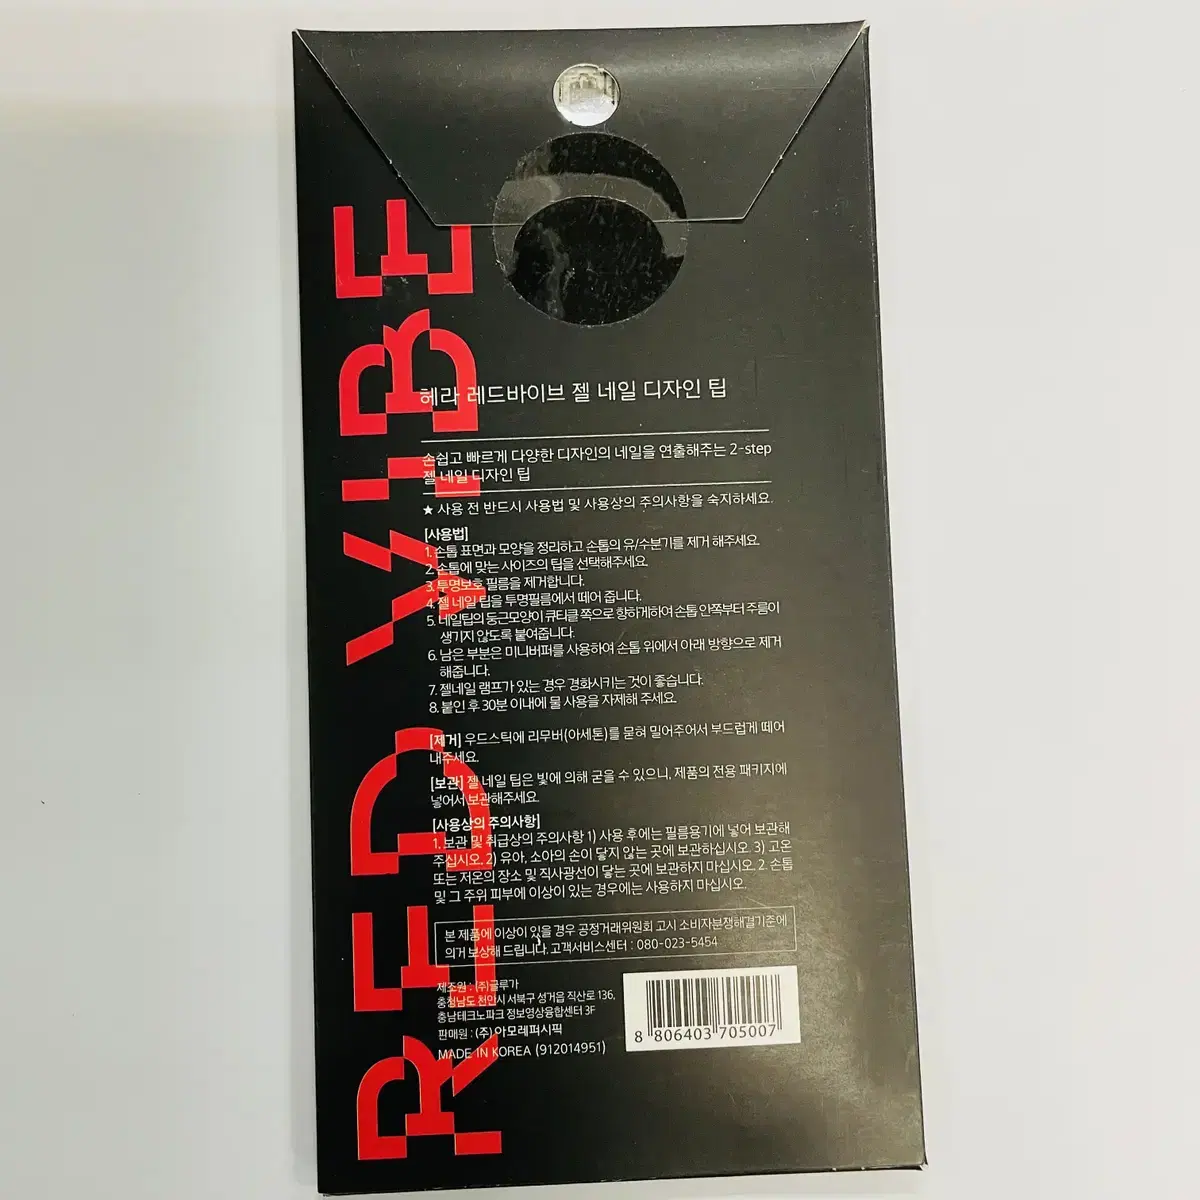 RED VIBE
헤라 레드바이브 젤 네일 디자인 팁
손쉽고 빠르게 다양한 디자인의 네일을 연출해주는 2-step
젤 네일 디자인 팁
★ 사용 전 반드시 사용법 및 사용상의 주의사항을 숙지하세요.
[사용법]
1. 손톱 표면과 모양을 정리하고 손톱의 유/수분기를 제거 해주세요.
2. 손톱에 맞는 사이즈의 팁을 선택해주세요.
3. 투명보호 필름을 제거합니다.
4. 젤 네일 팁을 투명필름에서 떼어 줍니다.
5. 네일팁의 둥근모양이 큐티클 쪽으로 향하게하여 손톱 안쪽부터 주름이
생기지 않도록 붙여줍니다.
6. 남은 부분은 미니버퍼를 사용하여 손톱 위에서 아래 방향으로 제거
해줍니다.
7. 젤네일 램프가 있는 경우 경화시키는 것이 좋습니다.
8. 붙인 후 30분 이내에 물 사용을 자제해 주세요.
[제거] 우드스틱에 리무버(아세톤)를 묻혀 밀어주어서 부드럽게 떼어
내주세요.
[보관] 젤 네일 팁은 빛에 의해 굳을 수 있으니, 제품의 전용 패키지에
넣어서 보관해주세요.
[사용상의 주의사항]
1. 보관 및 취급상의 주의사항 1) 사용 후에는 필름용기에 넣어 보관해
주십시오. 2) 유아, 소아의 손이 닿지 않는 곳에 보관하십시오. 3) 고온
또는 저온의 장소 및 직사광선이 닿는 곳에 보관하지 마십시오. 2. 손톱
및 그 주위 피부에 이상이 있는 경우에는 사용하지 마십시오.
본 제품에 이상이 있을 경우 공정거래위원회 고시 소비자분쟁해결기준에
의거 보상해 드립니다. 고객서비스센터 : 080-023-5454
제조원 : (주)글루가
충청남도 천안시 서북구 성거읍 직산로 136,
충남테크노파크 정보영상융합센터 3F
판매원 : (주) 아모레퍼시픽
MADE IN KOREA (912014951)
8 806403 705007